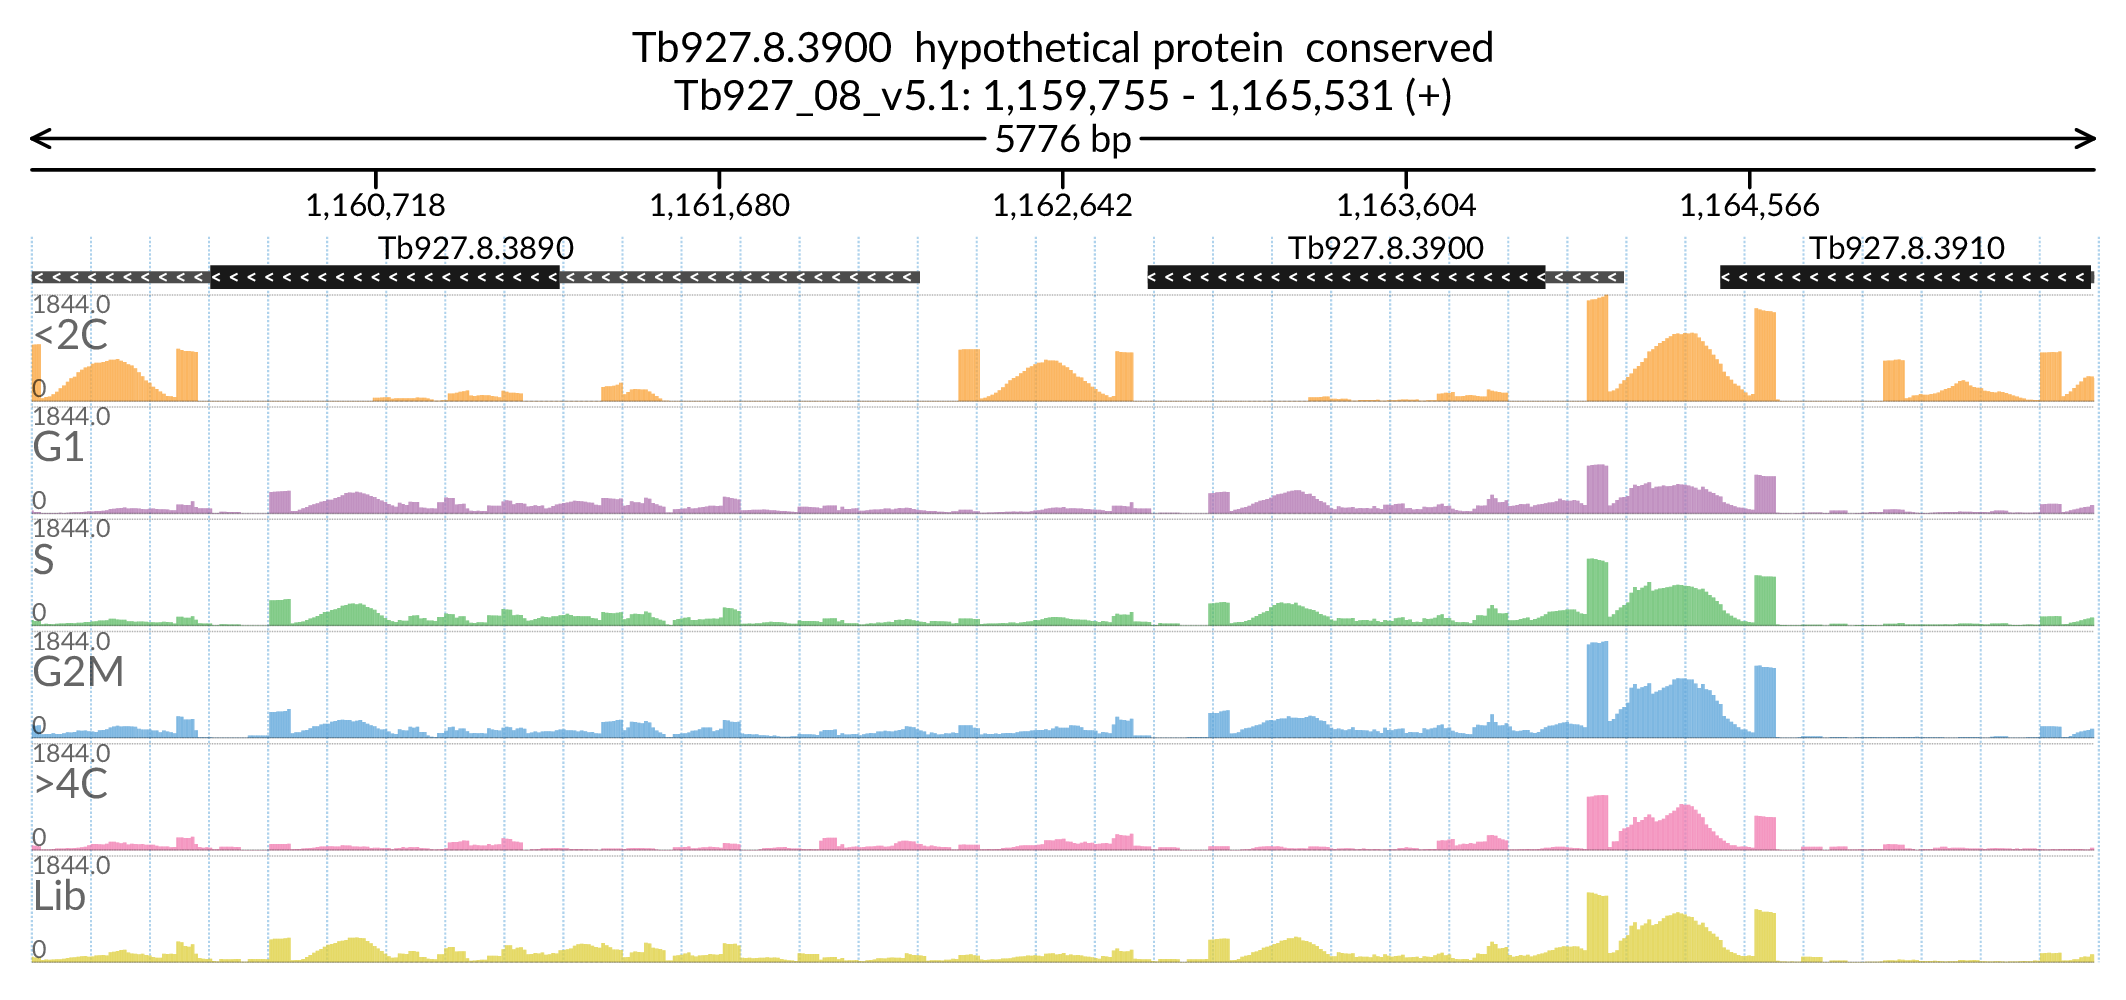 Tb927.8.3900 hypothetical protein conserved
Tb927_08_v5.1: 1,159,755 - 1,165,531 (+)
5776 bp
1,160,718 1,161,680 1,162,642 1,163,604 1,164,566
Tb927.8.3890 Tb927.8.3900 Tb927.8.3910
1844.0
<2C
0
1844.0
G1
0
1844.0
S
0
1844.0
G2M
0
1844.0
>4C
0
1844.0
Lib
0